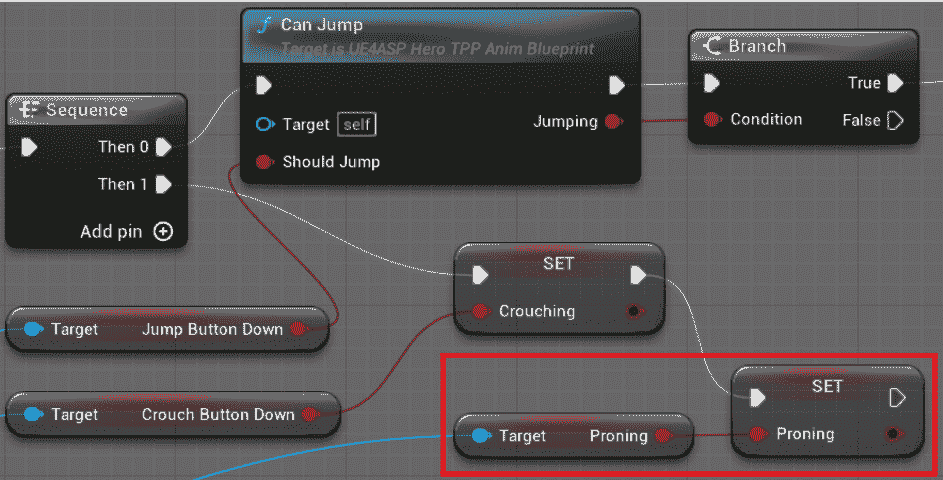 Can Jump
Target is UE4ASP Hero TPP Anim Blueprint
Target self
Jumping
Should Jump
Branch
True
Condition
False
Sequence
Then 0
Then 1
Add pin
SET
Crouching
Target Jump Button Down
Target Crouch Button Down
SET
Proning
Target Proning